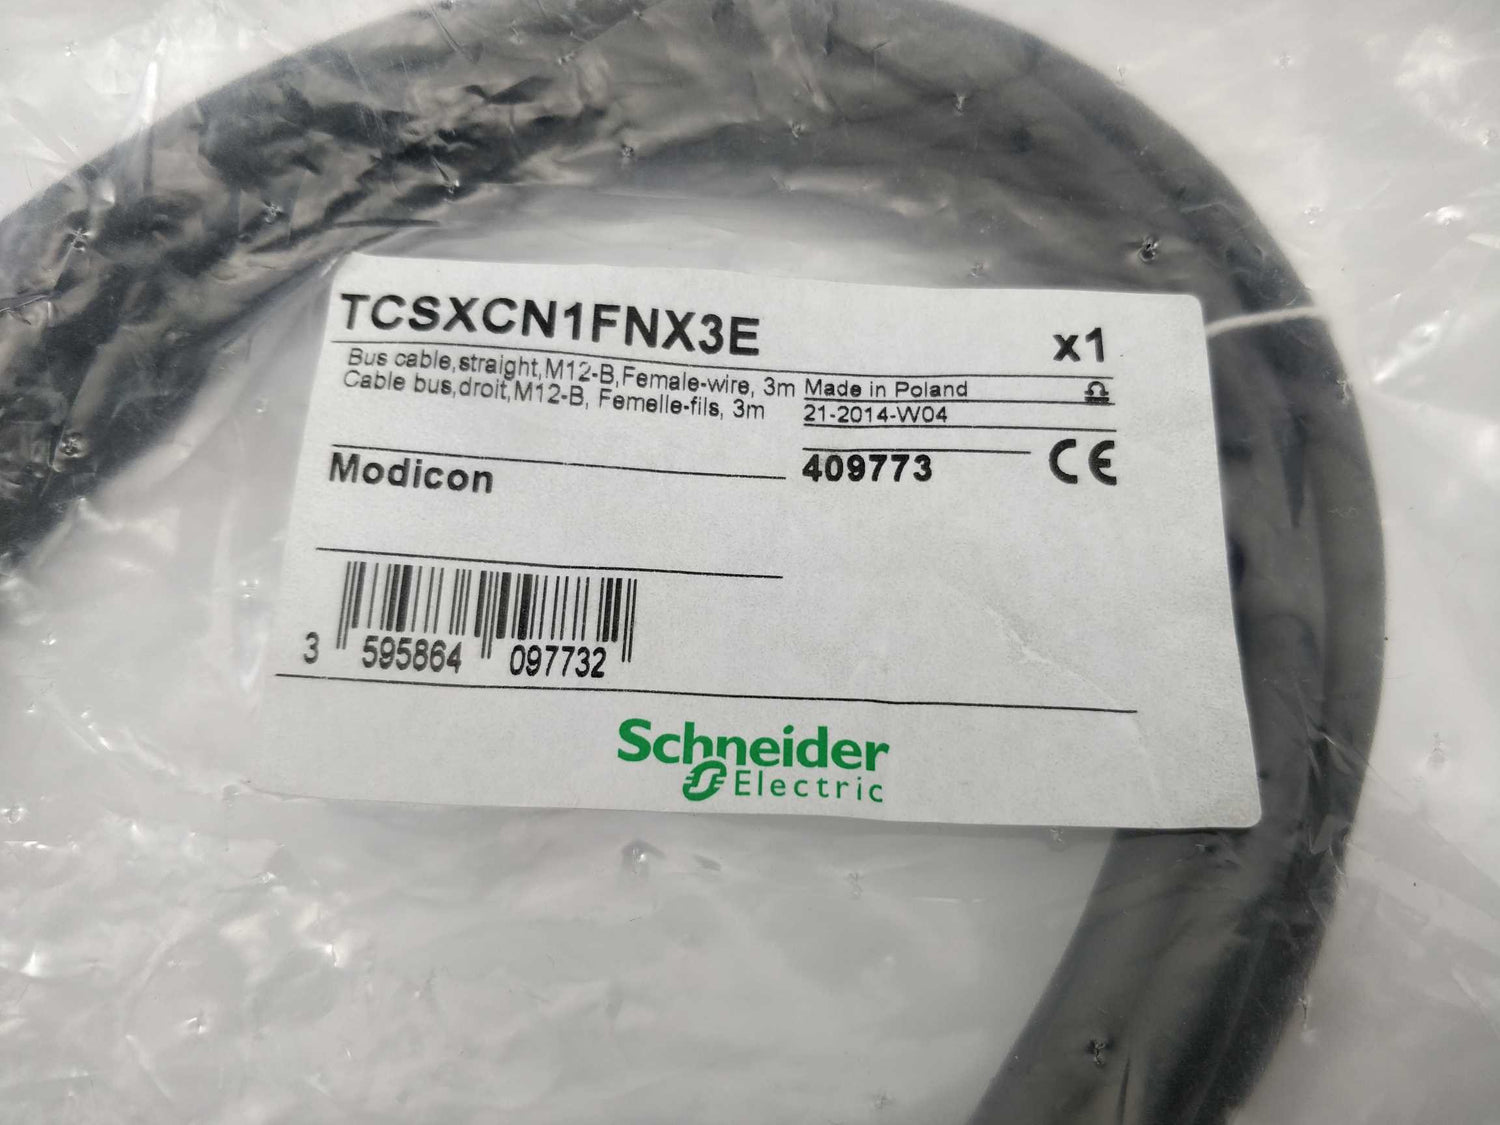 TCSXCN1FNX3E
x1
Bus cable,straight,M12-B,Female-wire, 3m
Cable bus,droit,M12-B, Femelle-fils, 3m
Made in Poland
21-2014-W04
Modicon
409773
CE
3 595864 097732
Schneider
Electric